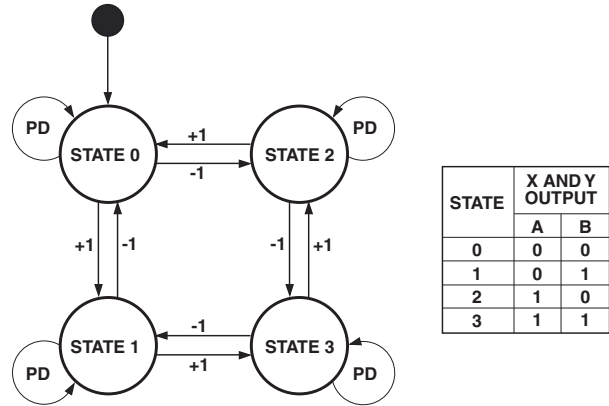 PD
STATE 0
+1
-1
STATE 2
PD
+1
-1
-1
+1
PD
STATE 1
-1
+1
STATE 3
PD
STATE
X AND Y
OUTPUT
A B
0 0 0
1 0 1
2 1 0
3 1 1